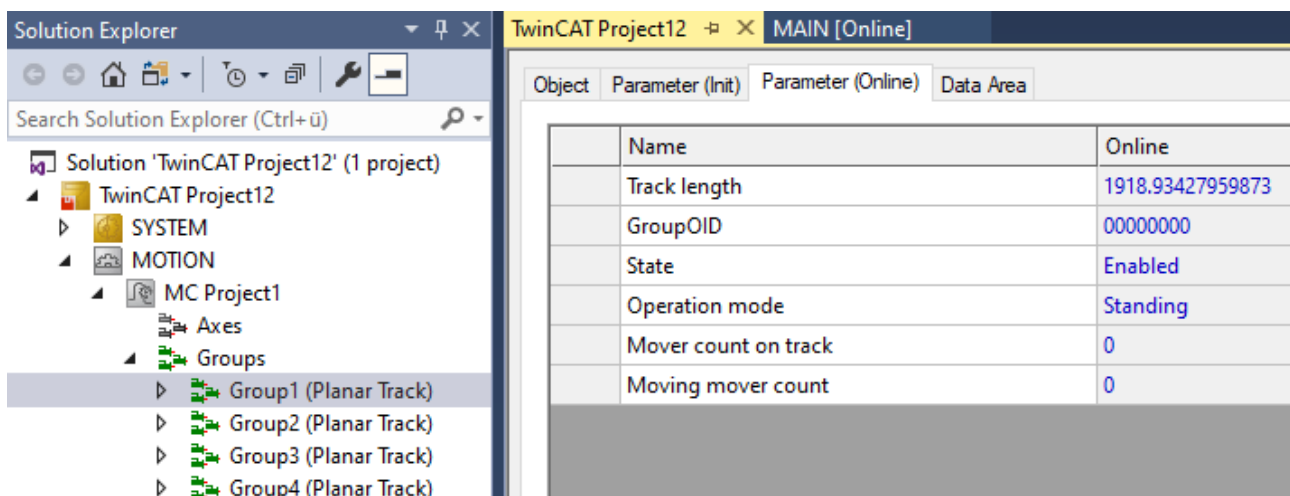 Solution Explorer
Search Solution Explorer (Ctrl+ü)
Solution 'TwinCAT Project12' (1 project)
TwinCAT Project12
SYSTEM
MOTION
MC Project1
Axes
Groups
Group1 (Planar Track)
Group2 (Planar Track)
Group3 (Planar Track)
Group4 (Planar Track)
TwinCAT Project12 MAIN [Online]
Object Parameter (Init) Parameter (Online) Data Area
Name Online
Track length 1918.93427959873
GroupOID 00000000
State Enabled
Operation mode Standing
Mover count on track 0
Moving mover count 0